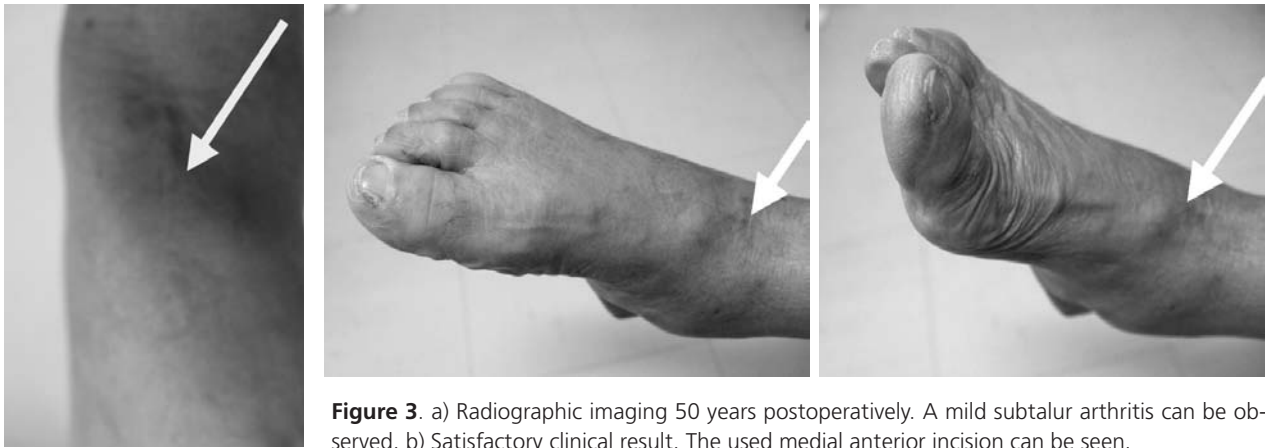 Figure 3. a) Radiographic imaging 50 years postoperatively. A mild subtalur arthritis can be ob-
served. b) Satisfactory clinical result. The used medial anterior incision can be seen.